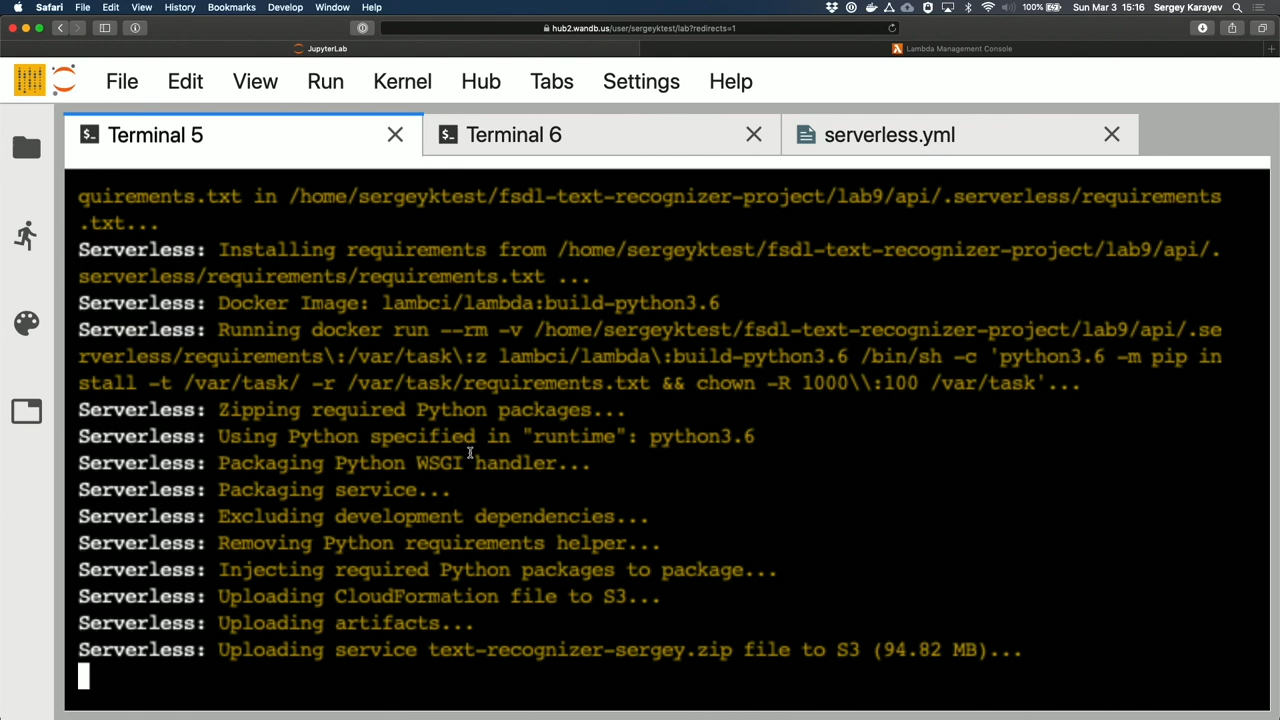 Safari File Edit View History Bookmarks Develop Window Help 100% Sun Mar 3 15:16 Sergey Karayev
hub2.wandb.us/user/sergeyktest/lab?redirects=1
JupyterLab Lambda Management Console
File Edit View Run Kernel Hub Tabs Settings Help
Terminal 5 Terminal 6 serverless.yml
quirements.txt in /home/sergeyktest/fsdl-text-recognizer-project/lab9/api/.serverless/requirements
.txt...
Serverless: Installing requirements from /home/sergeyktest/fsdl-text-recognizer-project/lab9/api/.
serverless/requirements/requirements.txt ...
Serverless: Docker Image: lambci/lambda:build-python3.6
Serverless: Running docker run --rm -v /home/sergeyktest/fsdl-text-recognizer-project/lab9/api/.se
rverless/requirements\:/var/task\:z lambci/lambda\:build-python3.6 /bin/sh -c 'python3.6 -m pip in
stall -t /var/task/ -r /var/task/requirements.txt && chown -R 1000\\:100 /var/task'...
Serverless: Zipping required Python packages...
Serverless: Using Python specified in "runtime": python3.6
Serverless: Packaging Python WSGI handler...
Serverless: Packaging service...
Serverless: Excluding development dependencies...
Serverless: Removing Python requirements helper...
Serverless: Injecting required Python packages to package...
Serverless: Uploading CloudFormation file to S3...
Serverless: Uploading artifacts...
Serverless: Uploading service text-recognizer-sergey.zip file to S3 (94.82 MB)...